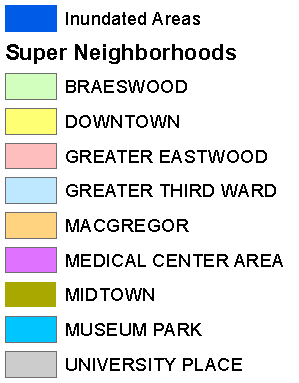 Inundated Areas
Super Neighborhoods
BRAESWOOD
DOWNTOWN
GREATER EASTWOOD
GREATER THIRD WARD
MACGREGOR
MEDICAL CENTER AREA
MIDTOWN
MUSEUM PARK
UNIVERSITY PLACE